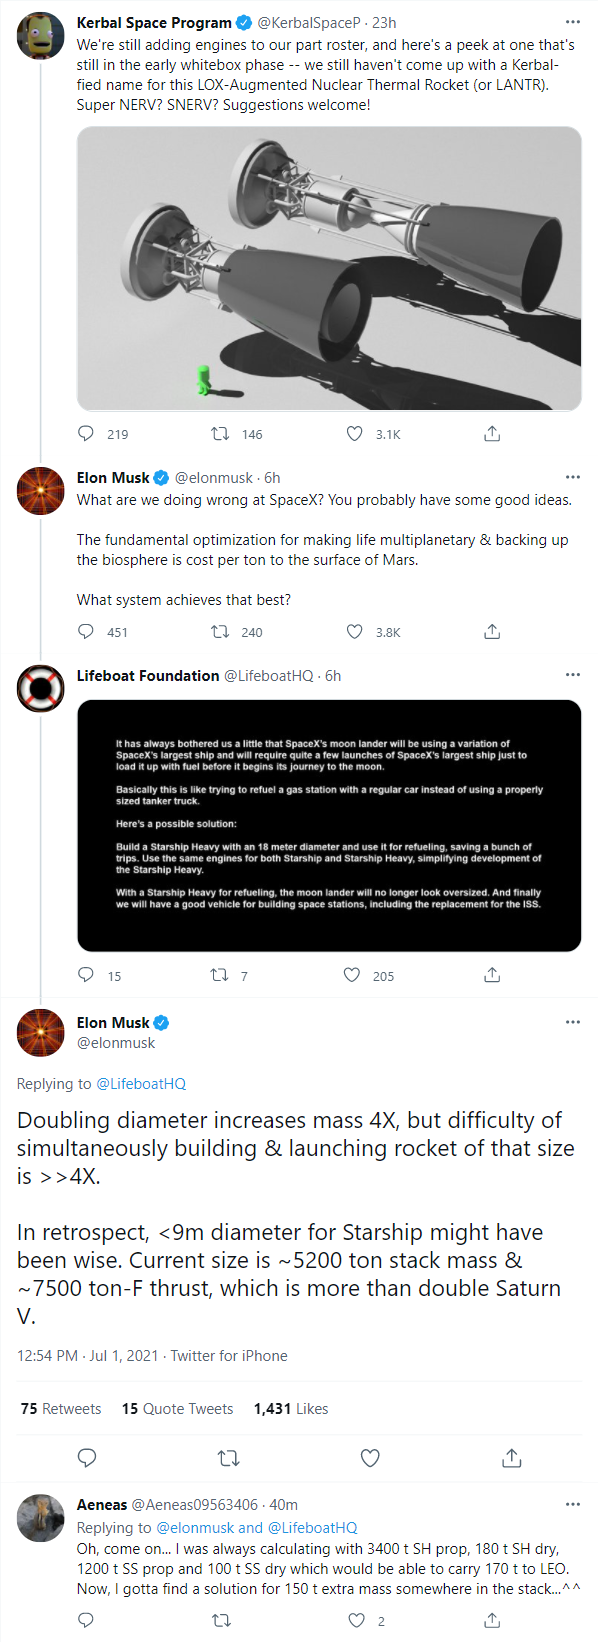 Kerbal Space Program @KerbalSpaceP · 23h
We're still adding engines to our part roster, and here's a peek at one that's
still in the early whitebox phase -- we still haven't come up with a Kerbal-
fied name for this LOX-Augmented Nuclear Thermal Rocket (or LANTR).
Super NERV? SNERV? Suggestions welcome!
219 146 3.1K
Elon Musk @elonmusk · 6h
What are we doing wrong at SpaceX? You probably have some good ideas.
The fundamental optimization for making life multiplanetary & backing up
the biosphere is cost per ton to the surface of Mars.
What system achieves that best?
451 240 3.8K
Lifeboat Foundation @LifeboatHQ · 6h
It has always bothered us a little that SpaceX's moon lander will be using a variation of
SpaceX's largest ship and will require quite a few launches of SpaceX's largest ship just to
load it up with fuel before it begins its journey to the moon.
Basically this is like trying to refuel a gas station with a regular car instead of using a properly
sized tanker truck.
Here's a possible solution:
Build a Starship Heavy with an 18 meter diameter and use it for refueling, saving a bunch of
trips. Use the same engines for both Starship and Starship Heavy, simplifying development of
the Starship Heavy.
With a Starship Heavy for refueling, the moon lander will no longer look oversized. And finally
we will have a good vehicle for building space stations, including the replacement for the ISS.
15 7 205
Elon Musk
@elonmusk
Replying to @LifeboatHQ
Doubling diameter increases mass 4X, but difficulty of
simultaneously building & launching rocket of that size
is >>4X.
In retrospect, <9m diameter for Starship might have
been wise. Current size is ~5200 ton stack mass &
~7500 ton-F thrust, which is more than double Saturn
V.
12:54 PM · Jul 1, 2021 · Twitter for iPhone
75 Retweets 15 Quote Tweets 1,431 Likes
Aeneas @Aeneas09563406 · 40m
Replying to @elonmusk and @LifeboatHQ
Oh, come on... I was always calculating with 3400 t SH prop, 180 t SH dry,
1200 t SS prop and 100 t SS dry which would be able to carry 170 t to LEO.
Now, I gotta find a solution for 150 t extra mass somewhere in the stack...^^
2